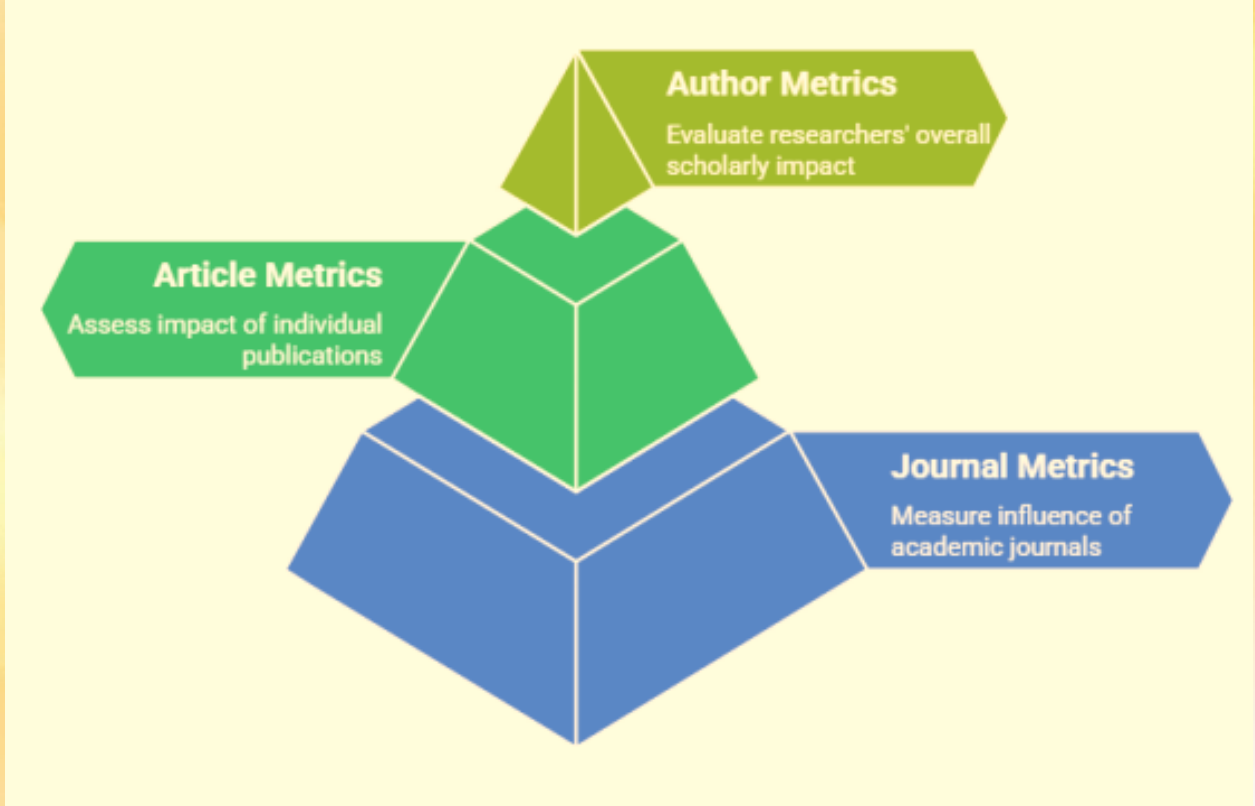 Author Metrics
Evaluate researchers' overall
scholarly impact
Article Metrics
Assess impact of individual
publications
Journal Metrics
Measure influence of
academic journals